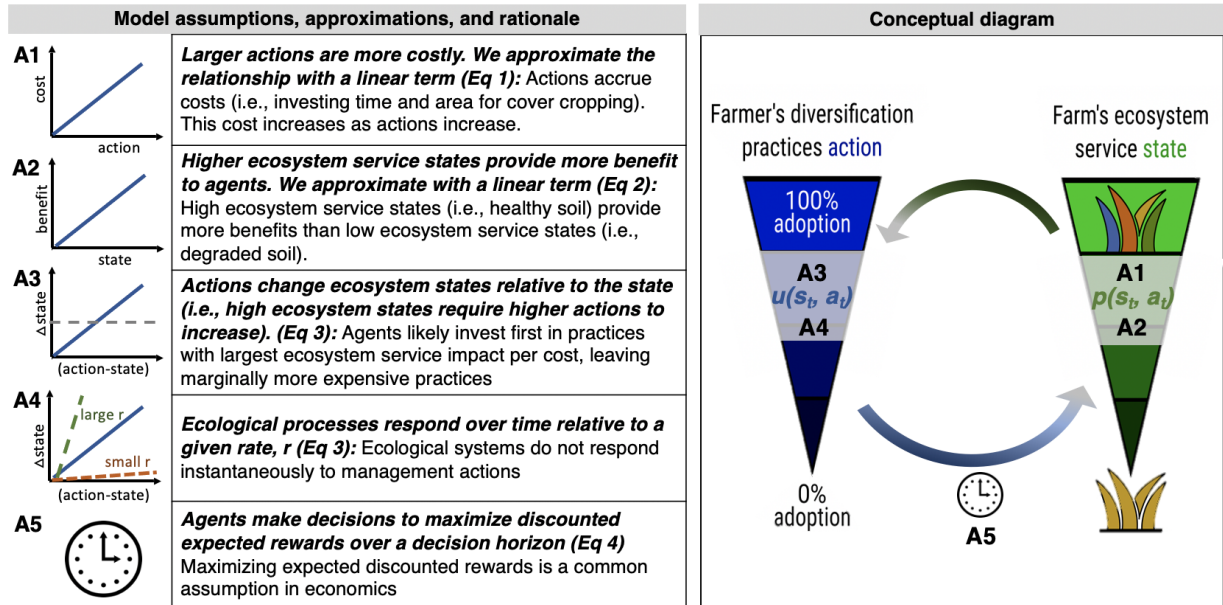 Model assumptions, approximations, and rationale
A1
cost
action
Larger actions are more costly. We approximate the
relationship with a linear term (Eq 1): Actions accrue
costs (i.e., investing time and area for cover cropping).
This cost increases as actions increase.
A2
benefit
state
Higher ecosystem service states provide more benefit
to agents. We approximate with a linear term (Eq 2):
High ecosystem service states (i.e., healthy soil) provide
more benefits than low ecosystem service states (i.e.,
degraded soil).
A3
Δstate
(action-state)
Actions change ecosystem states relative to the state
(i.e., high ecosystem states require higher actions to
increase). (Eq 3): Agents likely invest first in practices
with largest ecosystem service impact per cost, leaving
marginally more expensive practices
A4
Δstate
large r
small r
(action-state)
Ecological processes respond over time relative to a
given rate, r (Eq 3): Ecological systems do not respond
instantaneously to management actions
A5
Agents make decisions to maximize discounted
expected rewards over a decision horizon (Eq 4)
Maximizing expected discounted rewards is a common
assumption in economics
Conceptual diagram
Farmer's diversification
practices action
100%
adoption
A3
u(sₜ, aₜ)
A4
0%
adoption
Farm's ecosystem
service state
A1
p(sₜ, aₜ)
A2
A5